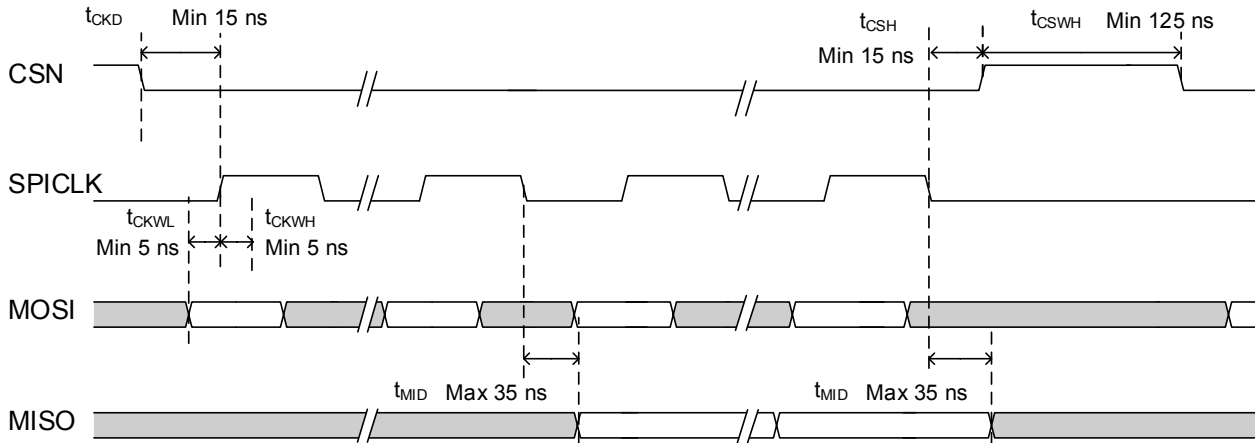 tCKD Min 15 ns
tCSH
tCSWH Min 125 ns
Min 15 ns
CSN
SPICLK
tCKWL
tCKWH
Min 5 ns
Min 5 ns
MOSI
tMID Max 35 ns
tMID Max 35 ns
MISO